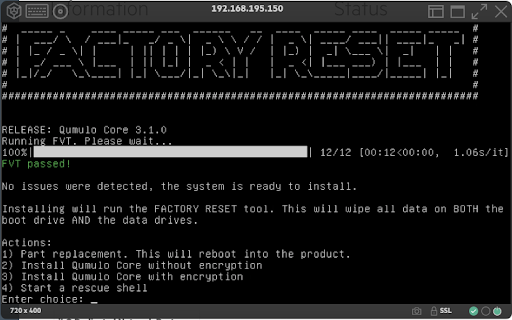 Information
Status
192.168.195.150
FACTORY RESET
################################################################################
RELEASE: Qumulo Core 3.1.0
Running FVT. Please wait...
100%| | 12/12 [00:12<00:00, 1.06s/it]
FVT passed!
No issues were detected, the system is ready to install.
Installing will run the FACTORY RESET tool. This will wipe all data on BOTH the
boot drive AND the data drives.
Actions:
1) Part replacement. This will reboot into the product.
2) Install Qumulo Core without encryption
3) Install Qumulo Core with encryption
4) Start a rescue shell
Enter choice: _
720 x 400
SSL